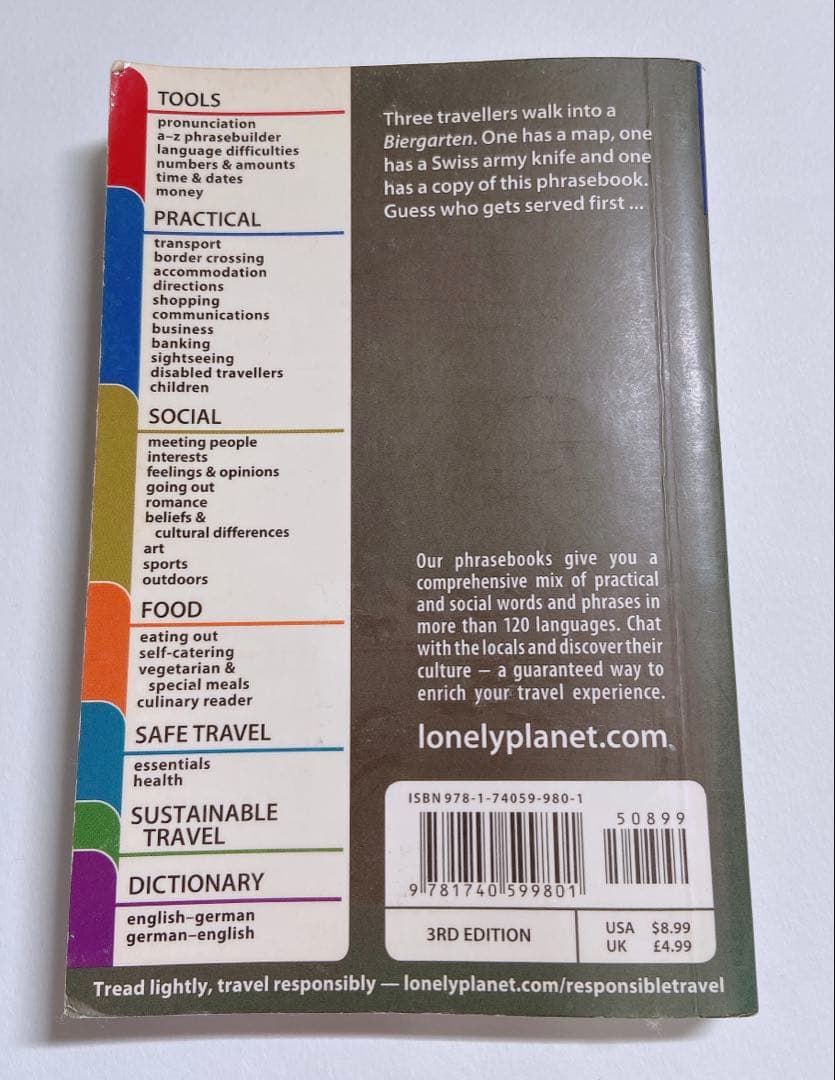 TOOLS
pronunciation
a–z phrasebuilder
language difficulties
numbers & amounts
time & dates
money
PRACTICAL
transport
border crossing
accommodation
directions
shopping
communications
business
banking
sightseeing
disabled travellers
children
SOCIAL
meeting people
interests
feelings & opinions
going out
romance
beliefs &
cultural differences
art
sports
outdoors
FOOD
eating out
self-catering
vegetarian &
special meals
culinary reader
SAFE TRAVEL
essentials
health
SUSTAINABLE
TRAVEL
DICTIONARY
english–german
german–english
Three travellers walk into a
Biergarten. One has a map, one
has a Swiss army knife and one
has a copy of this phrasebook.
Guess who gets served first ...
Our phrasebooks give you a
comprehensive mix of practical
and social words and phrases in
more than 120 languages. Chat
with the locals and discover their
culture — a guaranteed way to
enrich your travel experience.
lonelyplanet.com
ISBN 978-1-74059-980-1
50899
9 781740 599801
3RD EDITION
USA $8.99
UK £4.99
Tread lightly, travel responsibly — lonelyplanet.com/responsibletravel